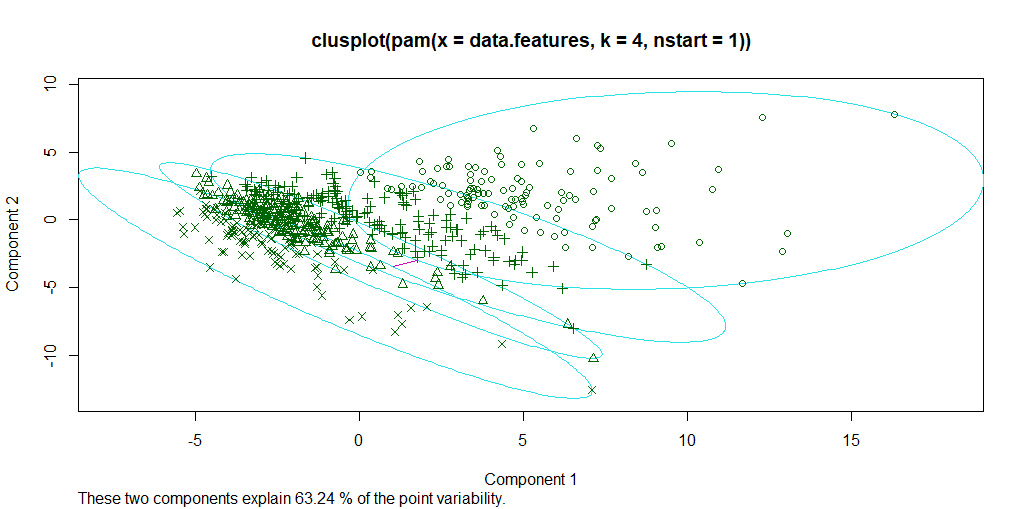 clusplot(pam(x = data.features, k = 4, nstart = 1))
10
5
0
-5
-10
Component 2
-5
0
5
10
15
Component 1
These two components explain 63.24 % of the point variability.